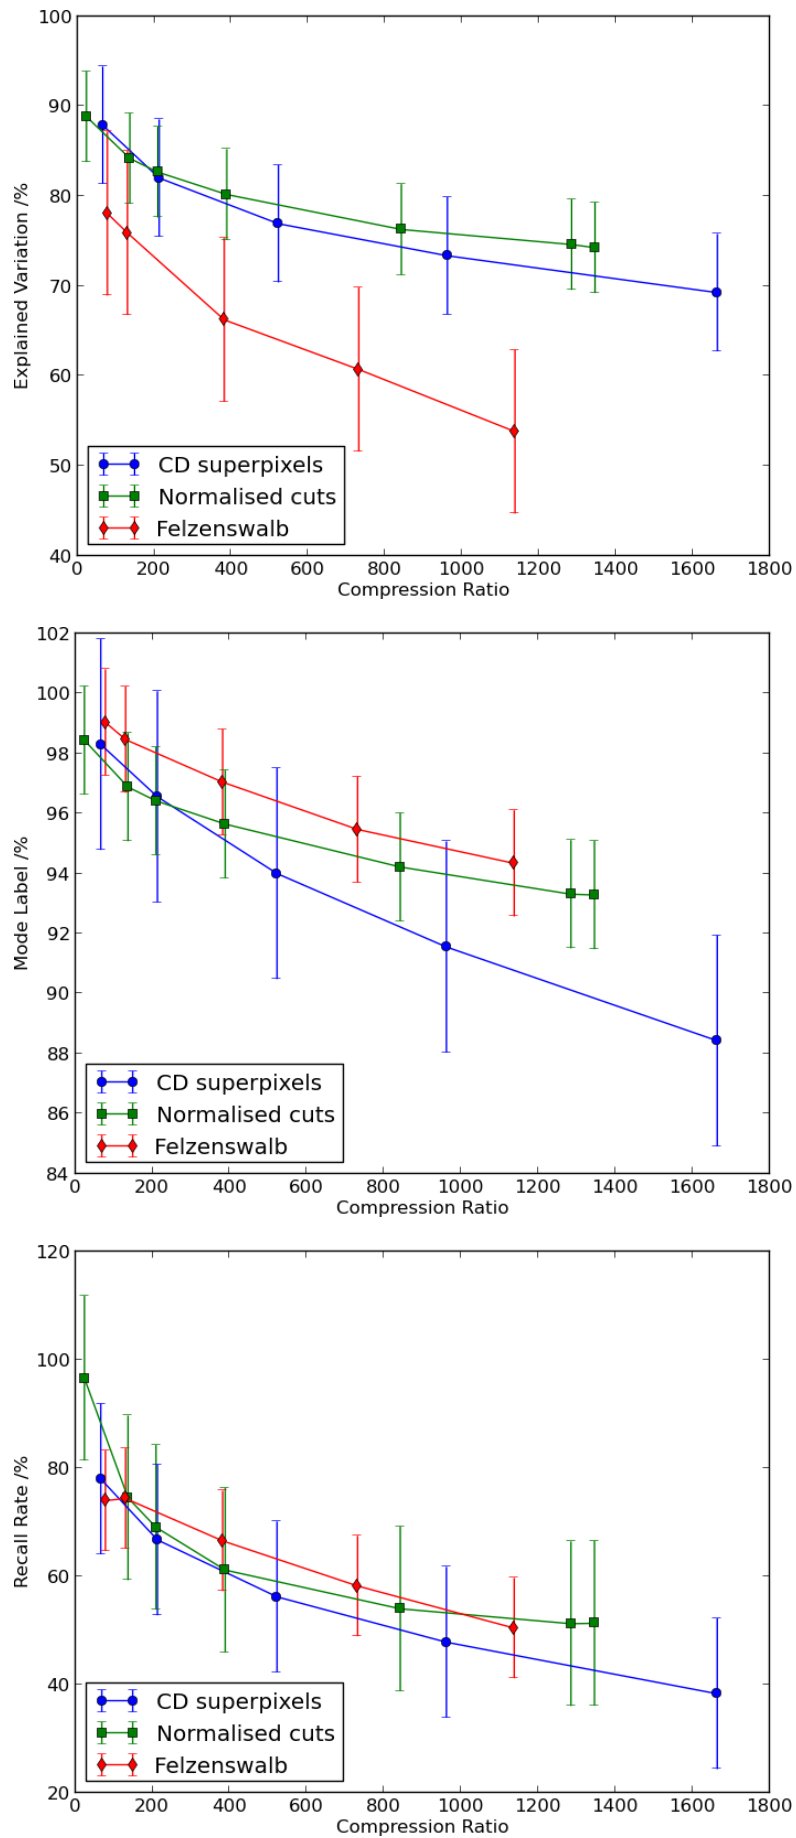 100
90
80
70
60
50
40
Explained Variation /%
CD superpixels
Normalised cuts
Felzenswalb
0 200 400 600 800 1000 1200 1400 1600 1800
Compression Ratio
102
100
98
96
94
92
90
88
86
84
Mode Label /%
CD superpixels
Normalised cuts
Felzenswalb
0 200 400 600 800 1000 1200 1400 1600 1800
Compression Ratio
120
100
80
60
40
20
Recall Rate /%
CD superpixels
Normalised cuts
Felzenswalb
0 200 400 600 800 1000 1200 1400 1600 1800
Compression Ratio